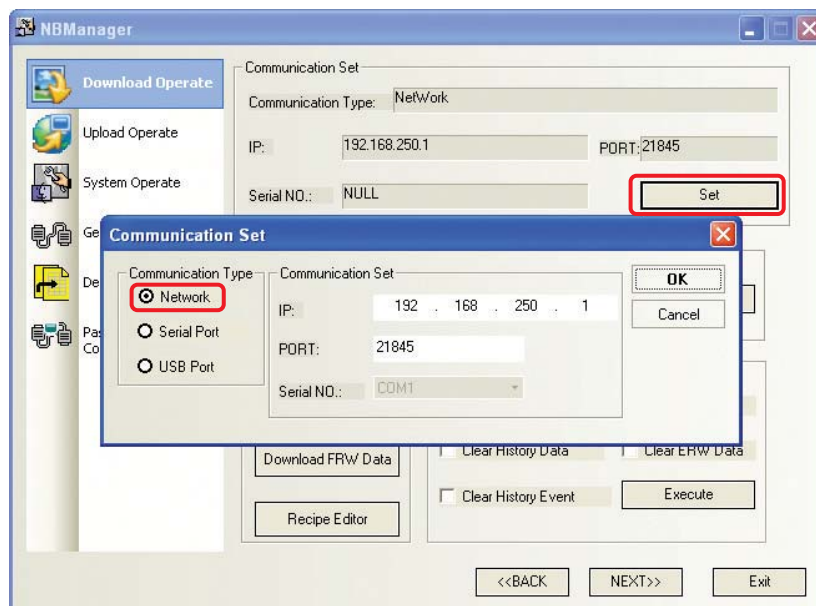 NBManager
Download Operate
Upload Operate
System Operate
Ge
De
Pas
Co
Communication Set
Communication Type: NetWork
IP: 192.168.250.1 PORT: 21845
Serial NO.: NULL Set
Communication Set
Communication Type
Network
Serial Port
USB Port
Communication Set
IP: 192 . 168 . 250 . 1
PORT: 21845
Serial NO.: COM1
OK
Cancel
Download FRW Data
Recipe Editor
Clear History Data Clear ERW Data
Clear History Event Execute
<<BACK NEXT>> Exit